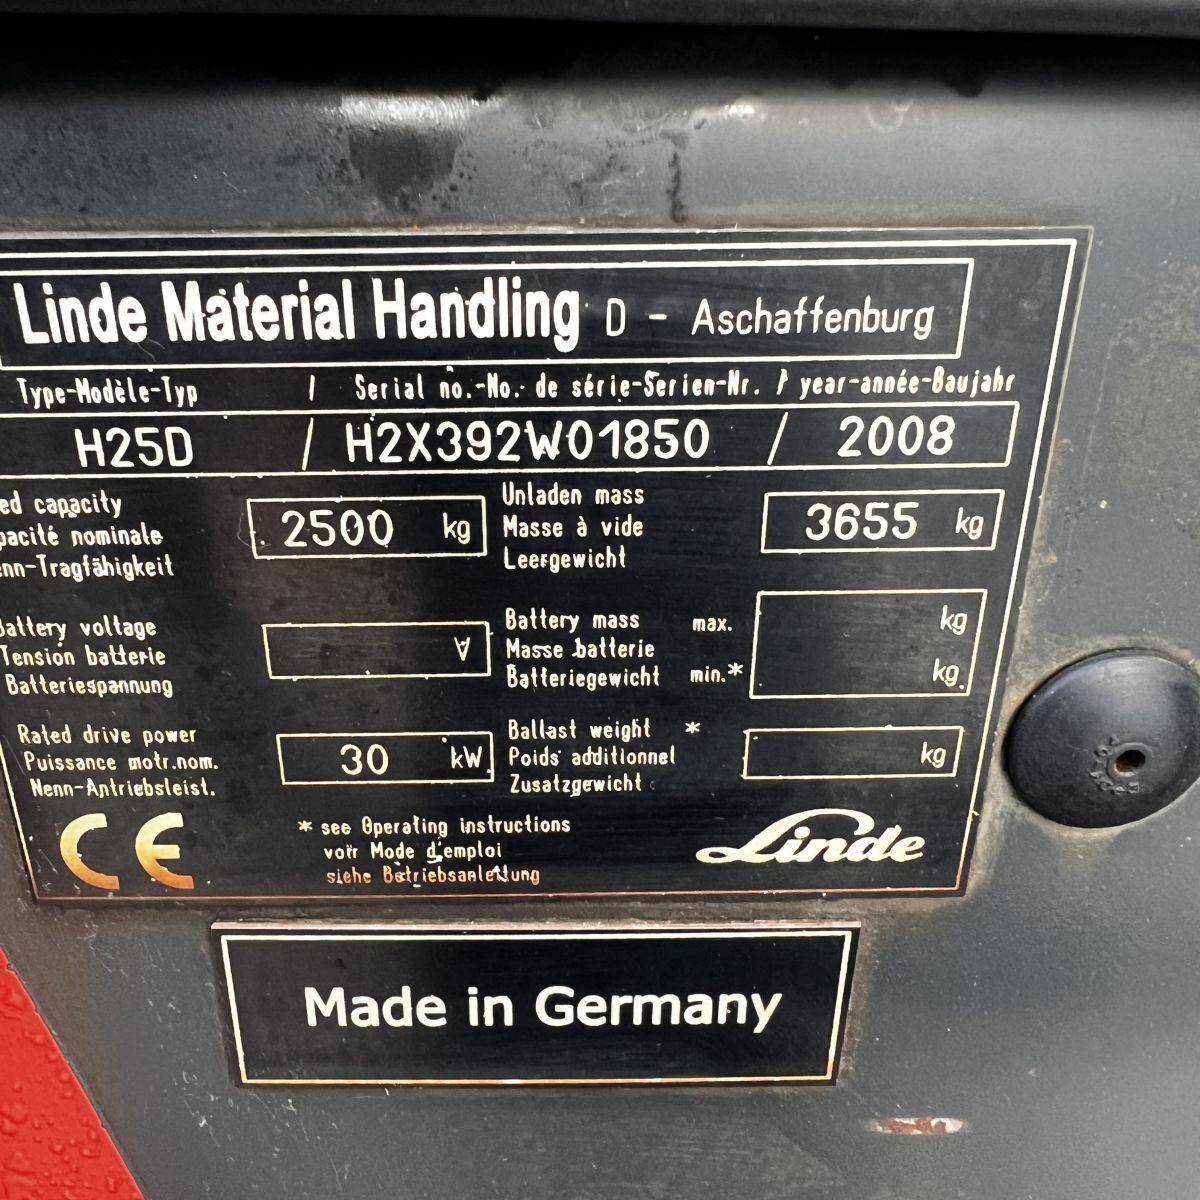 Linde Material Handling D - Aschaffenburg
Type-Modèle-Typ / Serial no.-No. de série-Serien-Nr. / year-année-Baujahr
H25D / H2X392W01850 / 2008
ed capacity
pacité nominale
nn-Tragfähigkeit
2500 kg
Unladen mass
Masse à vide
Leergewicht
3655 kg
Battery voltage
Tension batterie
Batteriespannung
V
Battery mass max.
Masse batterie
Batteriegewicht min.*
kg
kg
Rated drive power
Puissance motr.nom.
Nenn-Antriebsleist.
30 kW
Ballast weight *
Poids additionnel
Zusatzgewicht
kg
CE
* see Operating instructions
voir Mode d'emploi
siehe Betriebsanleitung
Linde
Made in Germany